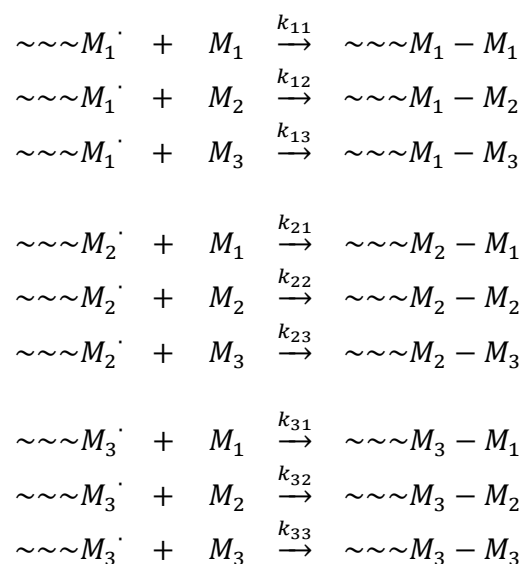 ~~~M₁˙ + M₁ k₁₁⟶ ~~~M₁ − M₁
~~~M₁˙ + M₂ k₁₂⟶ ~~~M₁ − M₂
~~~M₁˙ + M₃ k₁₃⟶ ~~~M₁ − M₃
~~~M₂˙ + M₁ k₂₁⟶ ~~~M₂ − M₁
~~~M₂˙ + M₂ k₂₂⟶ ~~~M₂ − M₂
~~~M₂˙ + M₃ k₂₃⟶ ~~~M₂ − M₃
~~~M₃˙ + M₁ k₃₁⟶ ~~~M₃ − M₁
~~~M₃˙ + M₂ k₃₂⟶ ~~~M₃ − M₂
~~~M₃˙ + M₃ k₃₃⟶ ~~~M₃ − M₃